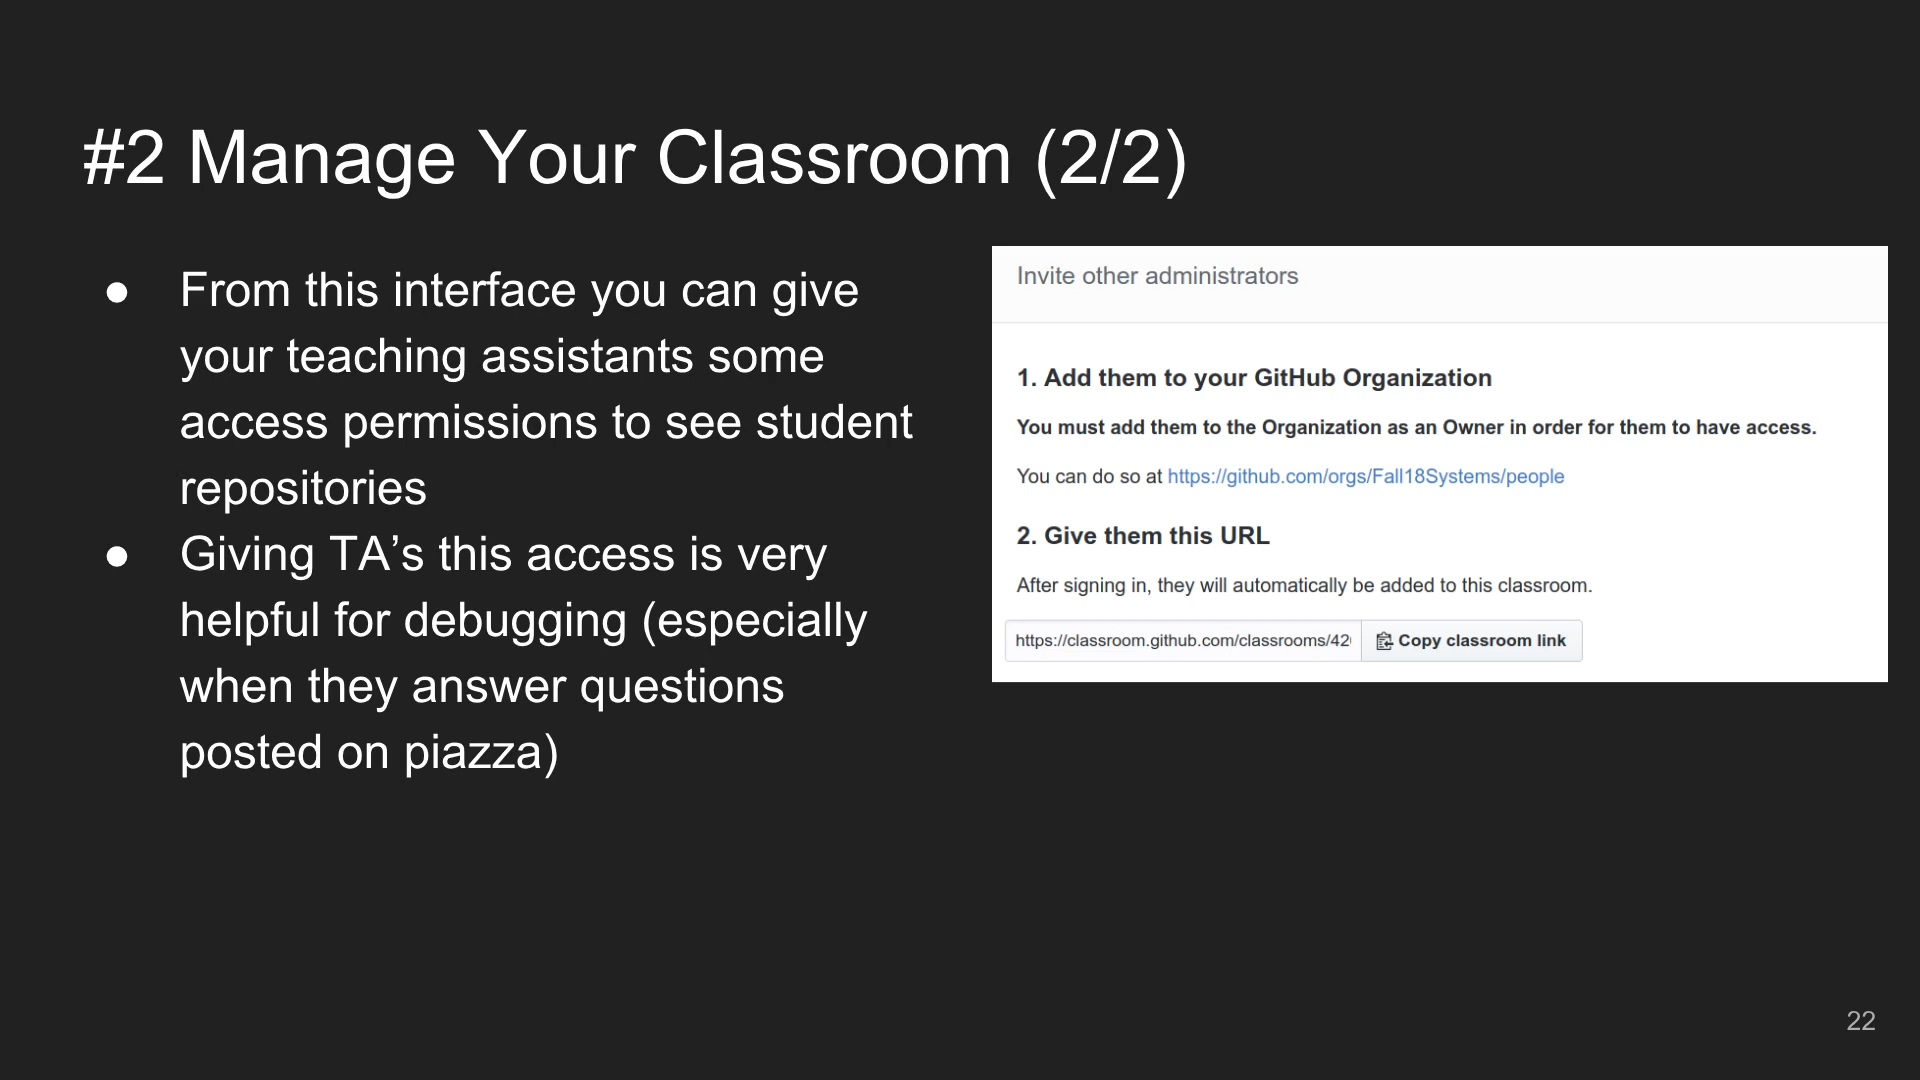 #2 Manage Your Classroom (2/2)
● From this interface you can give
your teaching assistants some
access permissions to see student
repositories
● Giving TA’s this access is very
helpful for debugging (especially
when they answer questions
posted on piazza)
Invite other administrators
1. Add them to your GitHub Organization
You must add them to the Organization as an Owner in order for them to have access.
You can do so at https://github.com/orgs/Fall18Systems/people
2. Give them this URL
After signing in, they will automatically be added to this classroom.
https://classroom.github.com/classrooms/42
Copy classroom link
22